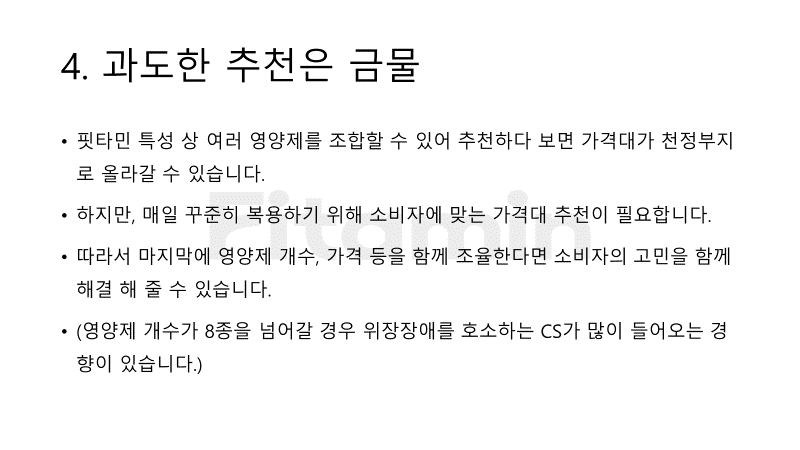 4. 과도한 추천은 금물
• 핏타민 특성 상 여러 영양제를 조합할 수 있어 추천하다 보면 가격대가 천정부지
로 올라갈 수 있습니다.
• 하지만, 매일 꾸준히 복용하기 위해 소비자에 맞는 가격대 추천이 필요합니다.
• 따라서 마지막에 영양제 개수, 가격 등을 함께 조율한다면 소비자의 고민을 함께
해결 해 줄 수 있습니다.
• (영양제 개수가 8종을 넘어갈 경우 위장장애를 호소하는 CS가 많이 들어오는 경
향이 있습니다.)
Fitamin